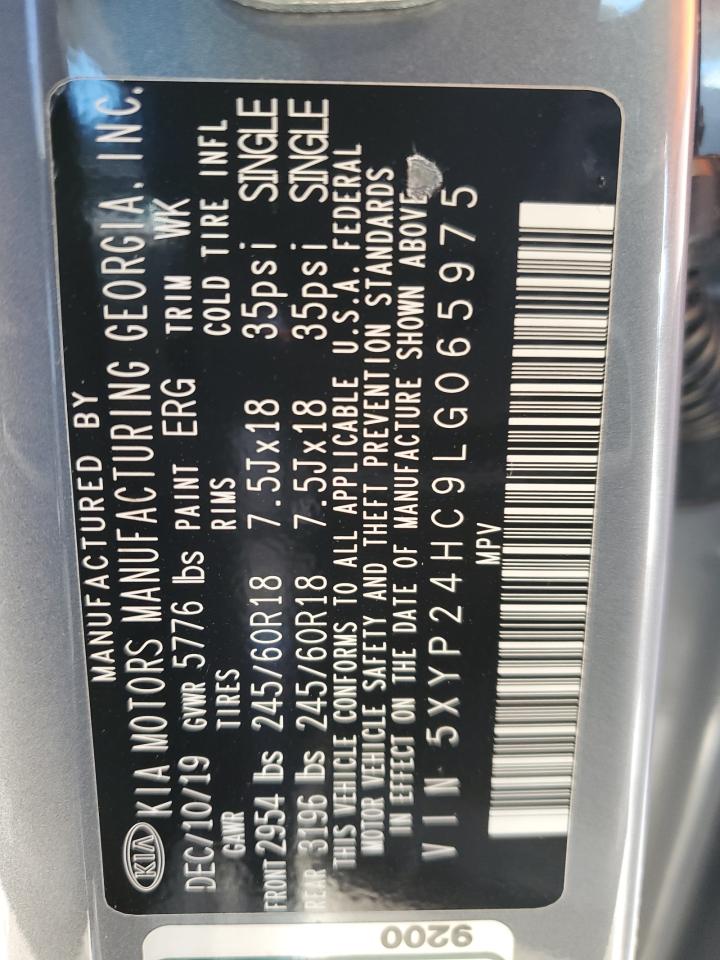 MANUFACTURED BY
KIA KIA MOTORS MANUFACTURING GEORGIA, INC.
DEC/10/19 GVWR 5776 lbs PAINT ERG TRIM WK
GAWR TIRES RIMS COLD TIRE INFL
FRONT 2954 lbs 245/60R18 7.5Jx18 35psi SINGLE
REAR 3196 lbs 245/60R18 7.5Jx18 35psi SINGLE
THIS VEHICLE CONFORMS TO ALL APPLICABLE U.S.A. FEDERAL
MOTOR VEHICLE SAFETY AND THEFT PREVENTION STANDARDS
IN EFFECT ON THE DATE OF MANUFACTURE SHOWN ABOVE
VIN 5XYP24HC9LG065975
MPV
9200